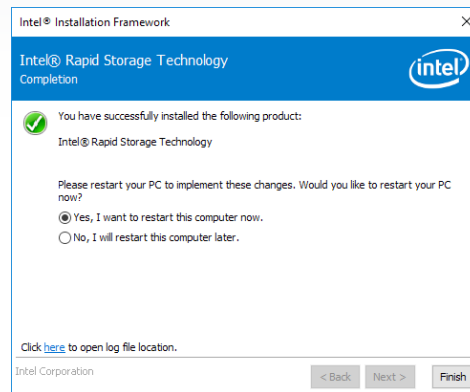 Intel® Installation Framework
Intel® Rapid Storage Technology
Completion
intel
You have successfully installed the following product:
Intel® Rapid Storage Technology
Please restart your PC to implement these changes. Would you like to restart your PC
now?
Yes, I want to restart this computer now.
No, I will restart this computer later.
Click here to open log file location.
Intel Corporation
< Back
Next >
Finish